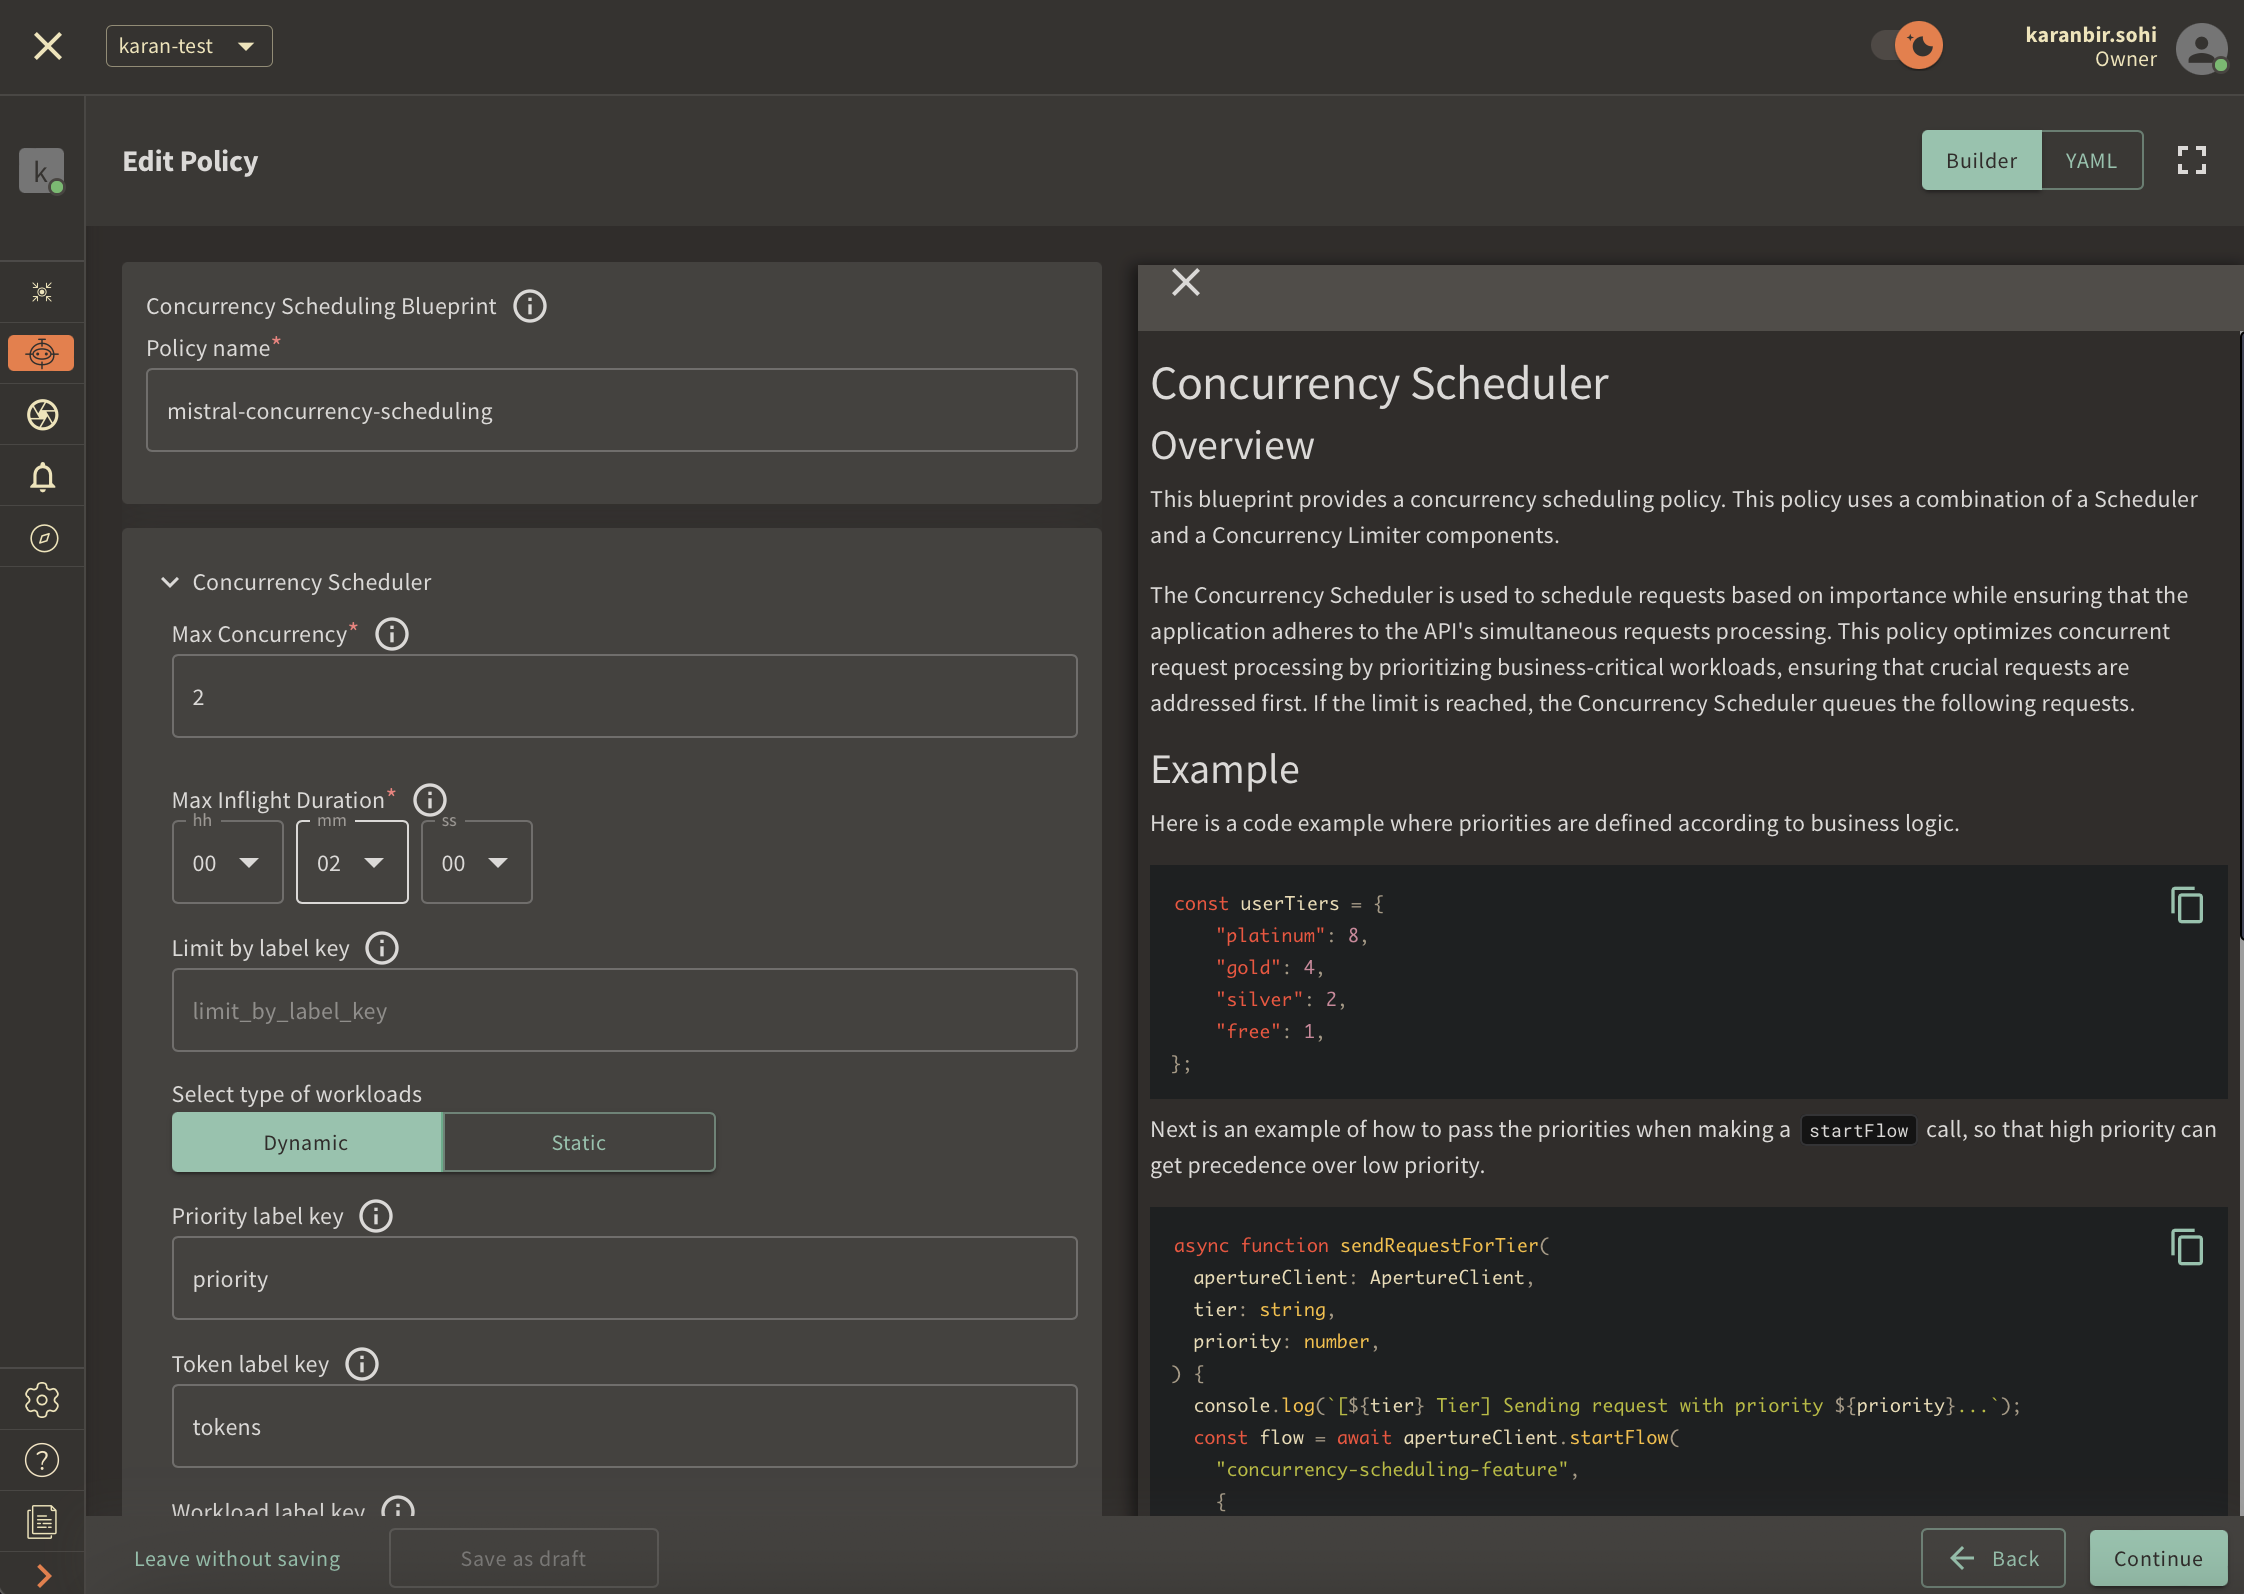 karan-test
karanbir.sohi
Owner
k
Edit Policy
Builder
YAML
Concurrency Scheduling Blueprint
Policy name*
mistral-concurrency-scheduling
Concurrency Scheduler
Max Concurrency*
2
Max Inflight Duration*
hh
mm
ss
00
02
00
Limit by label key
limit_by_label_key
Select type of workloads
Dynamic
Static
Priority label key
priority
Token label key
tokens
Workload label key
Concurrency Scheduler
Overview
This blueprint provides a concurrency scheduling policy. This policy uses a combination of a Scheduler
and a Concurrency Limiter components.
The Concurrency Scheduler is used to schedule requests based on importance while ensuring that the
application adheres to the API's simultaneous requests processing. This policy optimizes concurrent
request processing by prioritizing business-critical workloads, ensuring that crucial requests are
addressed first. If the limit is reached, the Concurrency Scheduler queues the following requests.
Example
Here is a code example where priorities are defined according to business logic.
const userTiers = {
"platinum": 8,
"gold": 4,
"silver": 2,
"free": 1,
};
Next is an example of how to pass the priorities when making a startFlow call, so that high priority can
get precedence over low priority.
async function sendRequestForTier(
apertureClient: ApertureClient,
tier: string,
priority: number,
) {
console.log(`[${tier} Tier] Sending request with priority ${priority}...`);
const flow = await apertureClient.startFlow(
"concurrency-scheduling-feature",
{
Leave without saving
Save as draft
Back
Continue